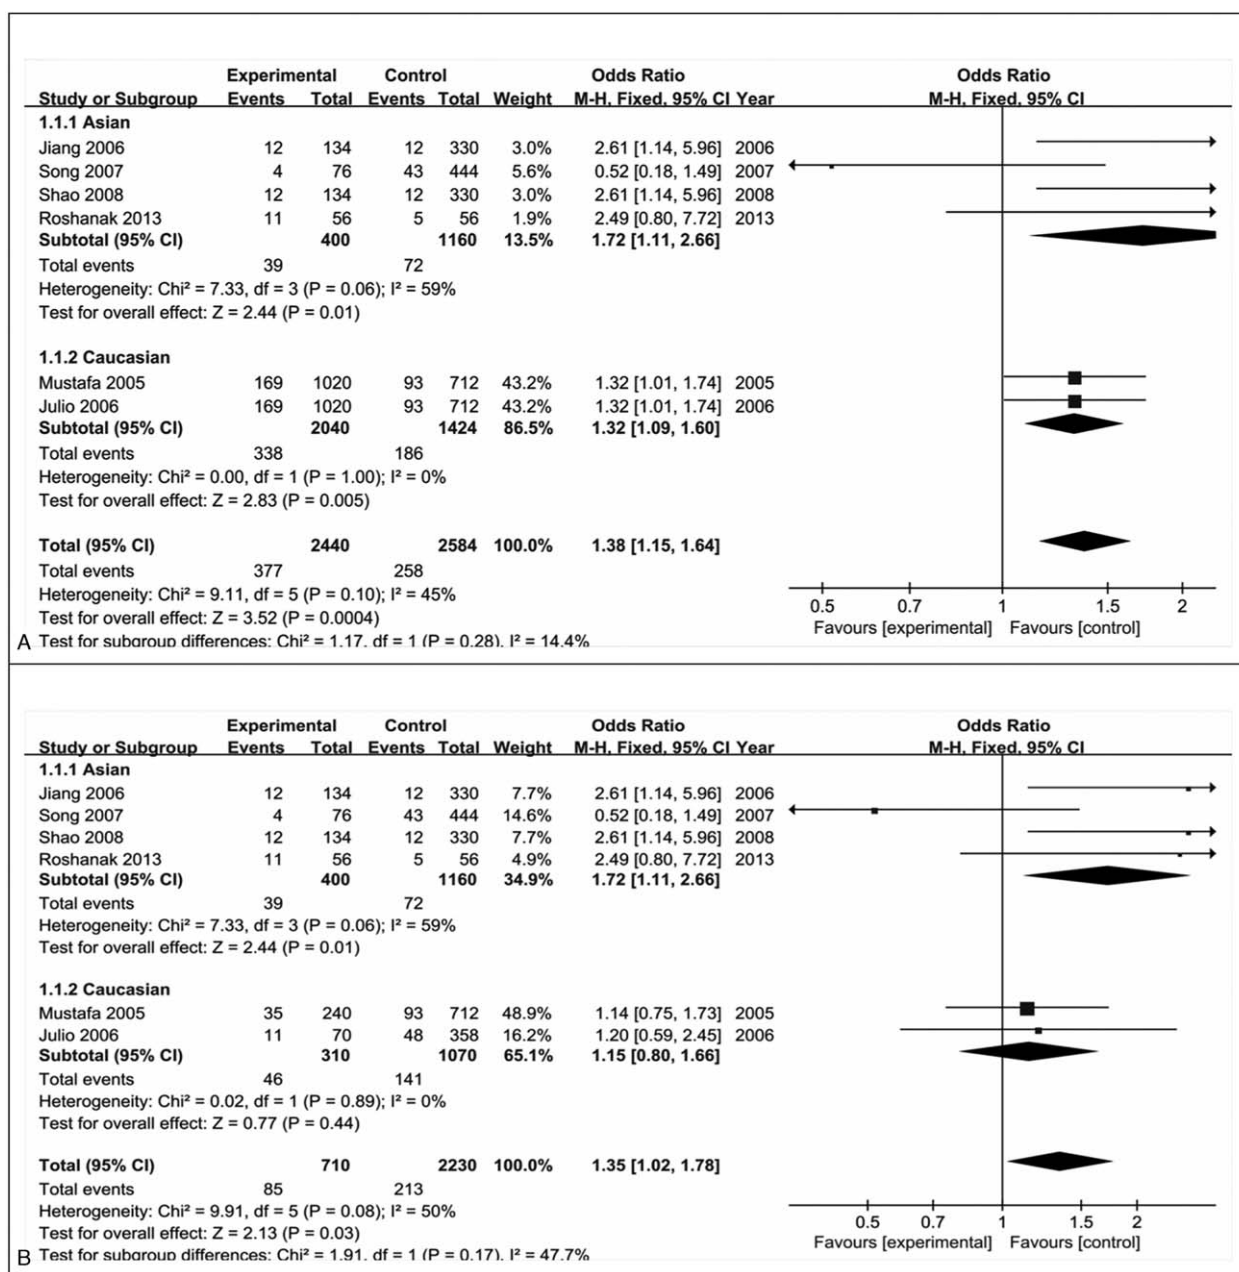 Experimental Control Odds Ratio Odds Ratio
Study or Subgroup Events Total Events Total Weight M-H, Fixed, 95% CI Year M-H, Fixed, 95% CI
1.1.1 Asian
Jiang 2006 12 134 12 330 3.0% 2.61 [1.14, 5.96] 2006
Song 2007 4 76 43 444 5.6% 0.52 [0.18, 1.49] 2007
Shao 2008 12 134 12 330 3.0% 2.61 [1.14, 5.96] 2008
Roshanak 2013 11 56 5 56 1.9% 2.49 [0.80, 7.72] 2013
Subtotal (95% CI) 400 1160 13.5% 1.72 [1.11, 2.66]
Total events 39 72
Heterogeneity: Chi² = 7.33, df = 3 (P = 0.06); I² = 59%
Test for overall effect: Z = 2.44 (P = 0.01)
1.1.2 Caucasian
Mustafa 2005 169 1020 93 712 43.2% 1.32 [1.01, 1.74] 2005
Julio 2006 169 1020 93 712 43.2% 1.32 [1.01, 1.74] 2006
Subtotal (95% CI) 2040 1424 86.5% 1.32 [1.09, 1.60]
Total events 338 186
Heterogeneity: Chi² = 0.00, df = 1 (P = 1.00); I² = 0%
Test for overall effect: Z = 2.83 (P = 0.005)
Total (95% CI) 2440 2584 100.0% 1.38 [1.15, 1.64]
Total events 377 258
Heterogeneity: Chi² = 9.11, df = 5 (P = 0.10); I² = 45%
Test for overall effect: Z = 3.52 (P = 0.0004)
Test for subgroup differences: Chi² = 1.17, df = 1 (P = 0.28), I² = 14.4%
0.5 0.7 1 1.5 2
Favours [experimental] Favours [control]
A
Experimental Control Odds Ratio Odds Ratio
Study or Subgroup Events Total Events Total Weight M-H, Fixed, 95% CI Year M-H, Fixed, 95% CI
1.1.1 Asian
Jiang 2006 12 134 12 330 7.7% 2.61 [1.14, 5.96] 2006
Song 2007 4 76 43 444 14.6% 0.52 [0.18, 1.49] 2007
Shao 2008 12 134 12 330 7.7% 2.61 [1.14, 5.96] 2008
Roshanak 2013 11 56 5 56 4.9% 2.49 [0.80, 7.72] 2013
Subtotal (95% CI) 400 1160 34.9% 1.72 [1.11, 2.66]
Total events 39 72
Heterogeneity: Chi² = 7.33, df = 3 (P = 0.06); I² = 59%
Test for overall effect: Z = 2.44 (P = 0.01)
1.1.2 Caucasian
Mustafa 2005 35 240 93 712 48.9% 1.14 [0.75, 1.73] 2005
Julio 2006 11 70 48 358 16.2% 1.20 [0.59, 2.45] 2006
Subtotal (95% CI) 310 1070 65.1% 1.15 [0.80, 1.66]
Total events 46 141
Heterogeneity: Chi² = 0.02, df = 1 (P = 0.89); I² = 0%
Test for overall effect: Z = 0.77 (P = 0.44)
Total (95% CI) 710 2230 100.0% 1.35 [1.02, 1.78]
Total events 85 213
Heterogeneity: Chi² = 9.91, df = 5 (P = 0.08); I² = 50%
Test for overall effect: Z = 2.13 (P = 0.03)
Test for subgroup differences: Chi² = 1.91, df = 1 (P = 0.17), I² = 47.7%
0.5 0.7 1 1.5 2
Favours [experimental] Favours [control]
B